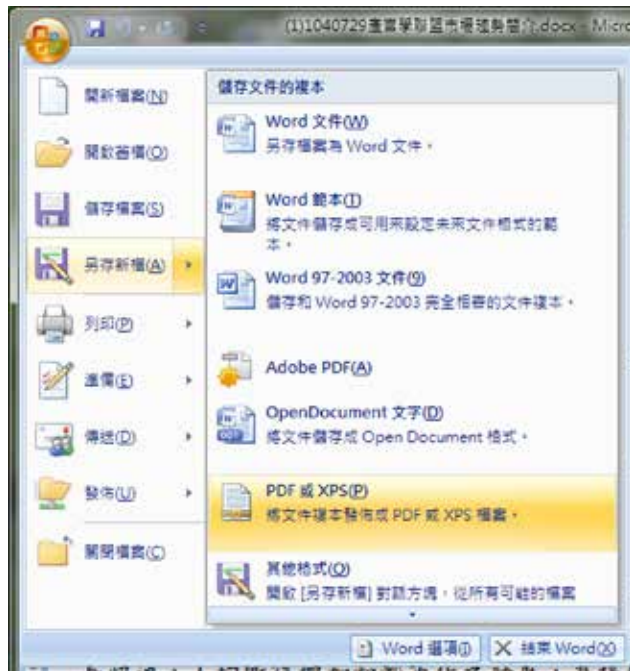 (1)1040729產官學聯盟市場趨勢簡介.docx - Micro
開新檔案(N)
開啟舊檔(O)
儲存檔案(S)
另存新檔(A)
列印(P)
準備(E)
傳送(D)
發佈(U)
關閉檔案(C)
儲存文件的複本
Word 文件(W)
另存檔案為 Word 文件。
Word 範本(T)
將文件儲存成可用來設定未來文件格式的範
本。
Word 97-2003 文件(9)
儲存和 Word 97-2003 完全相容的文件複本。
Adobe PDF(A)
OpenDocument 文字(D)
將文件儲存成 Open Document 格式。
PDF 或 XPS(P)
將文件複本發佈成 PDF 或 XPS 檔案。
其他格式(O)
開啟 [另存新檔] 對話方塊，從所有可能的檔案
Word 選項(I)
結束 Word(X)